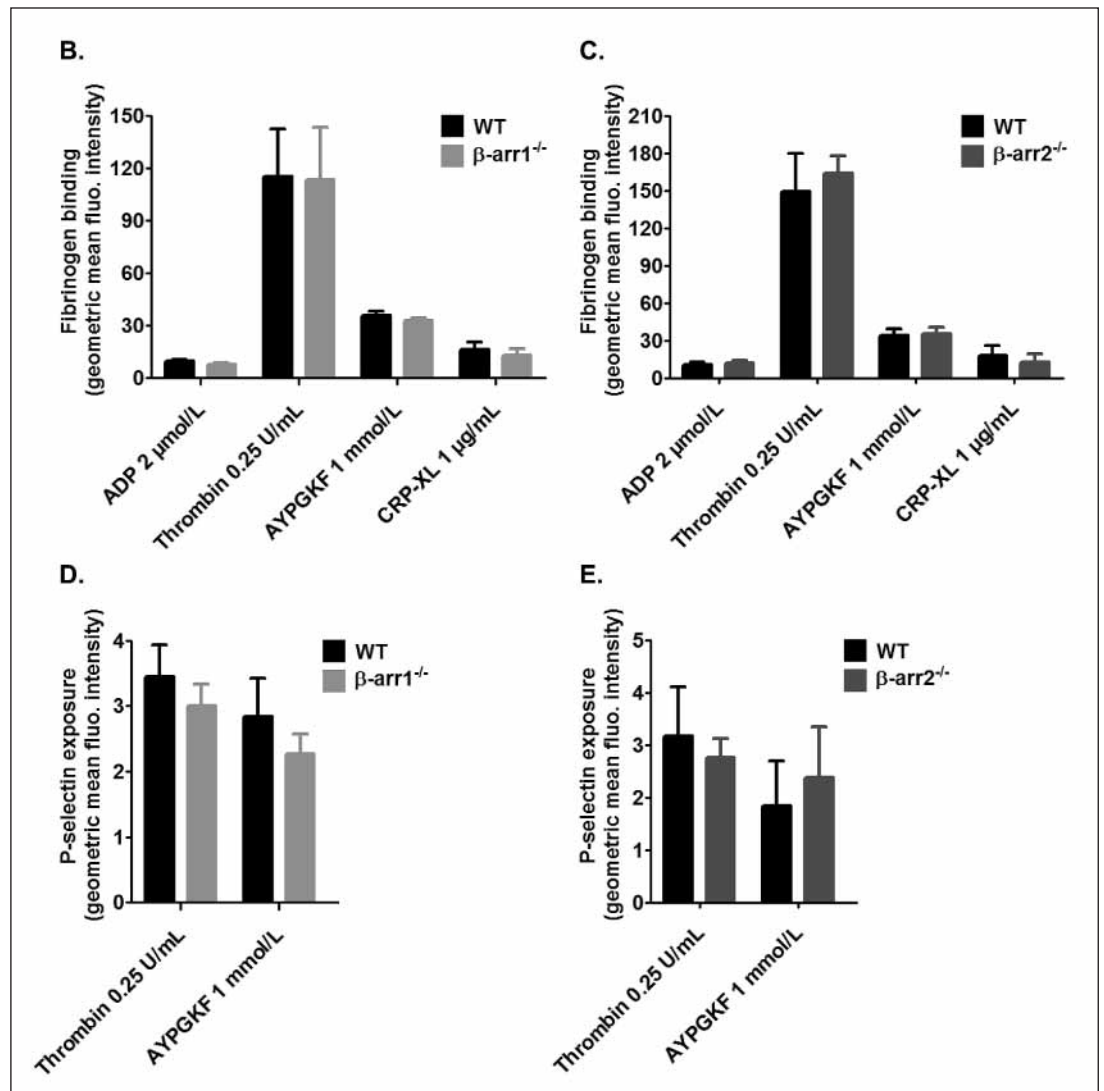 B.
Fibrinogen binding
(geometric mean fluo. intensity)
150
120
90
60
30
0
WT
β-arr1-/-
ADP 2 µmol/L
Thrombin 0.25 U/mL
AYPGKF 1 mmol/L
CRP-XL 1 µg/mL
C.
Fibrinogen binding
(geometric mean fluo. intensity)
210
180
150
120
90
60
30
0
WT
β-arr2-/-
ADP 2 µmol/L
Thrombin 0.25 U/mL
AYPGKF 1 mmol/L
CRP-XL 1 µg/mL
D.
P-selectin exposure
(geometric mean fluo. intensity)
4
3
2
1
0
WT
β-arr1-/-
Thrombin 0.25 U/mL
AYPGKF 1 mmol/L
E.
P-selectin exposure
(geometric mean fluo. intensity)
5
4
3
2
1
0
WT
β-arr2-/-
Thrombin 0.25 U/mL
AYPGKF 1 mmol/L